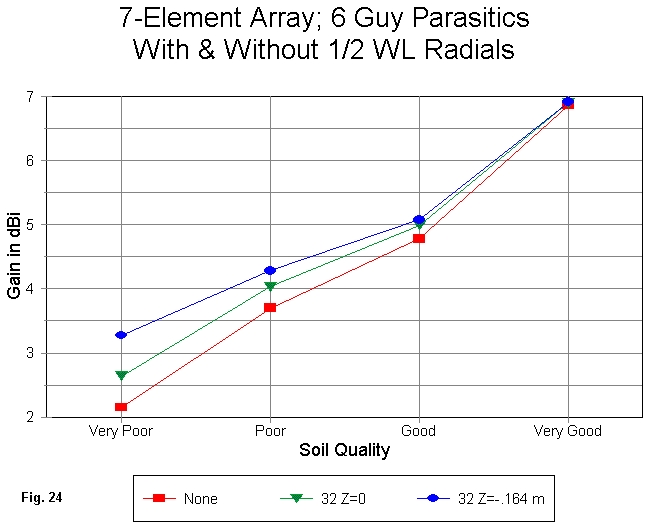 7-Element Array; 6 Guy Parasitics
With & Without 1/2 WL Radials
Gain in dBi
7
6
5
4
3
2
Very Poor
Poor
Good
Very Good
Soil Quality
Fig. 24
None
32 Z=0
32 Z=-.164 m